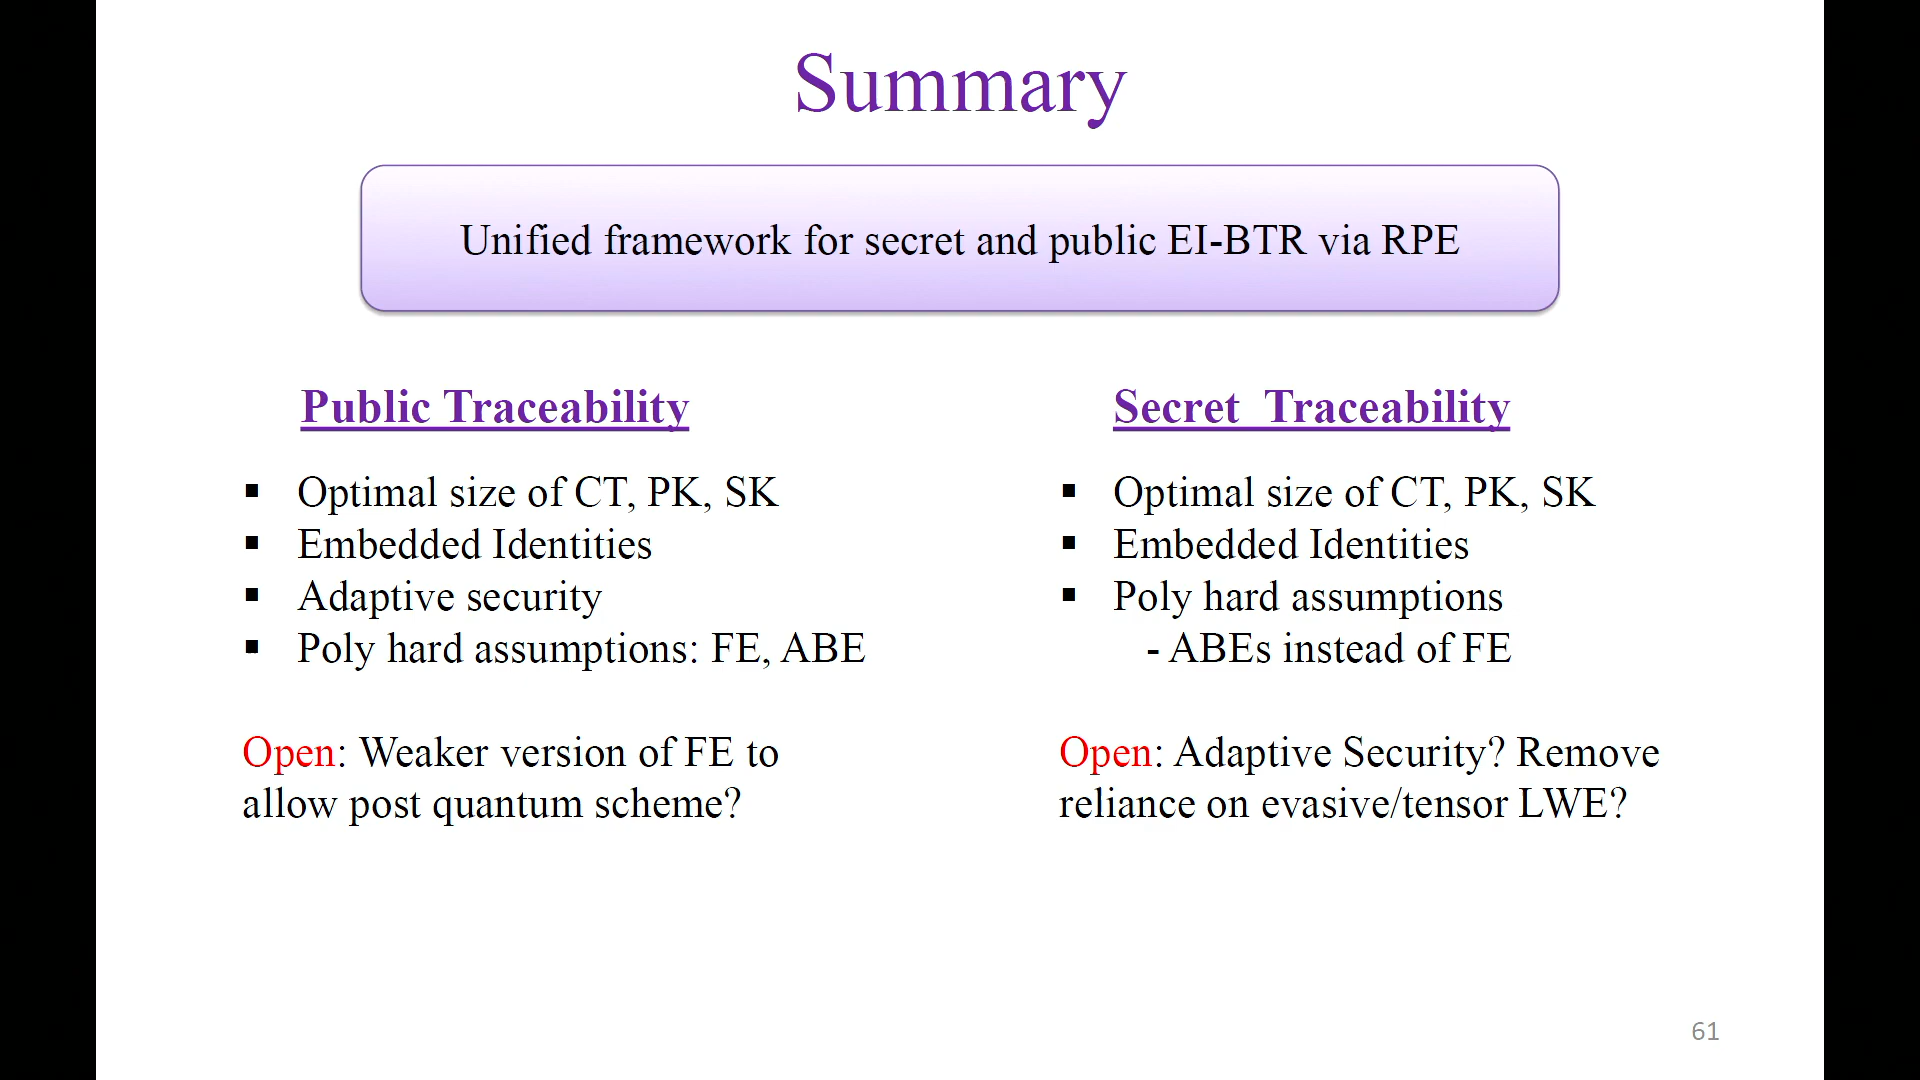 Summary
Unified framework for secret and public EI-BTR via RPE
Public Traceability
▪ Optimal size of CT, PK, SK
▪ Embedded Identities
▪ Adaptive security
▪ Poly hard assumptions: FE, ABE
Open: Weaker version of FE to
allow post quantum scheme?
Secret Traceability
▪ Optimal size of CT, PK, SK
▪ Embedded Identities
▪ Poly hard assumptions
- ABEs instead of FE
Open: Adaptive Security? Remove
reliance on evasive/tensor LWE?
61